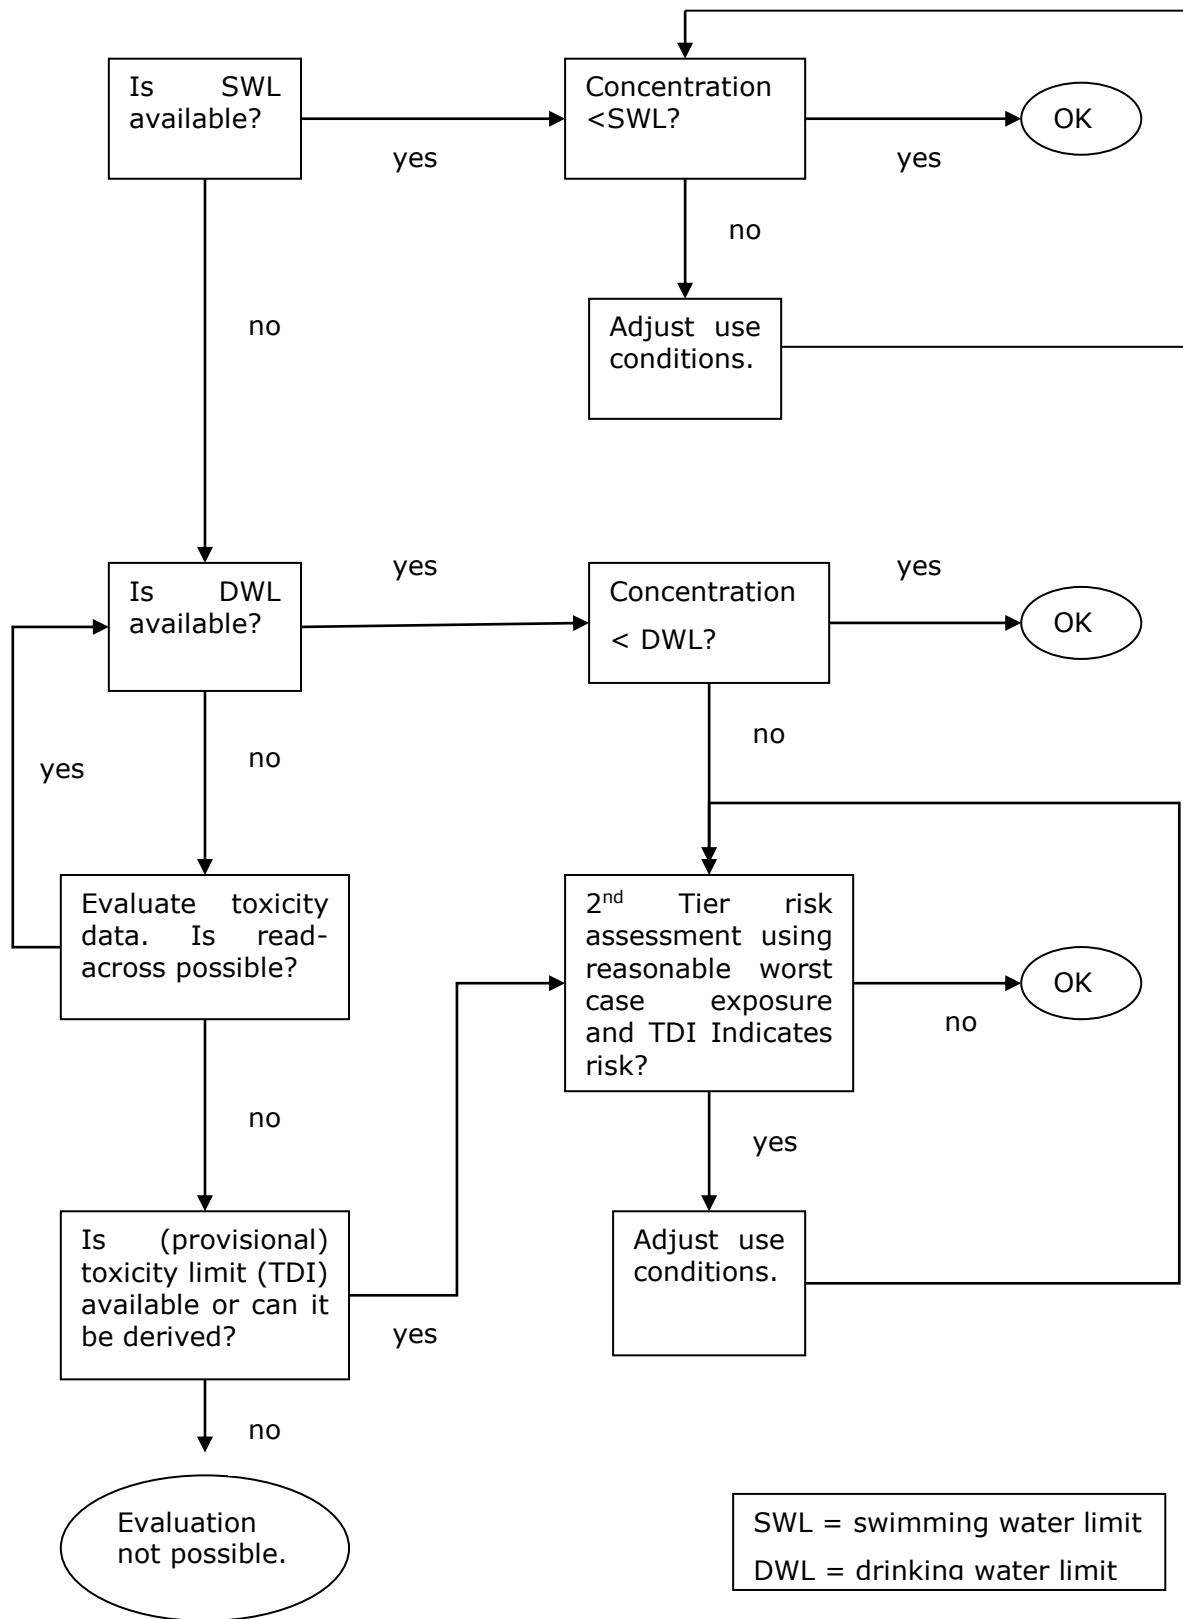 Is SWL
available?
yes
Concentration
<SWL?
yes
OK
no
no
Adjust use
conditions.
Is DWL
available?
yes
Concentration
< DWL?
yes
OK
yes
no
no
Evaluate toxicity
data. Is read-
across possible?
2nd Tier risk
assessment using
reasonable worst
case exposure
and TDI Indicates
risk?
no
OK
no
yes
Is (provisional)
toxicity limit (TDI)
available or can it
be derived?
yes
Adjust use
conditions.
no
Evaluation
not possible.
SWL = swimming water limit
DWL = drinking water limit